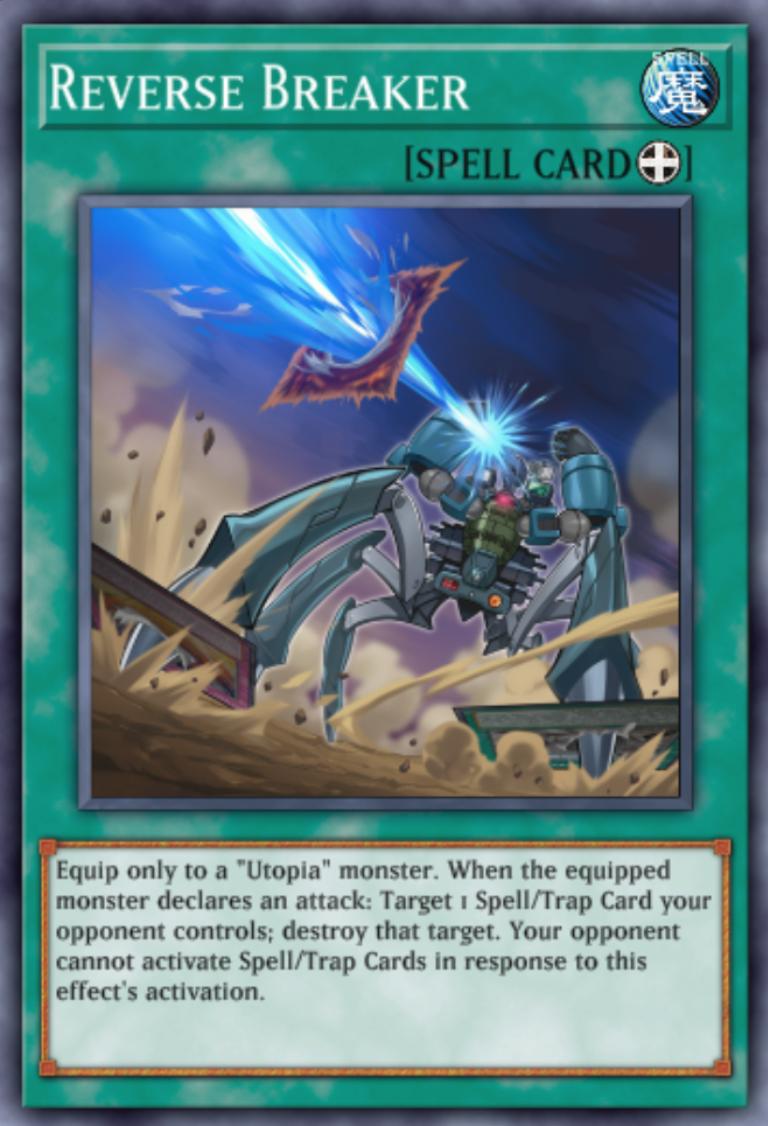 REVERSE BREAKER
SPELL
魔
[SPELL CARD]
Equip only to a "Utopia" monster. When the equipped
monster declares an attack: Target 1 Spell/Trap Card your
opponent controls; destroy that target. Your opponent
cannot activate Spell/Trap Cards in response to this
effect's activation.